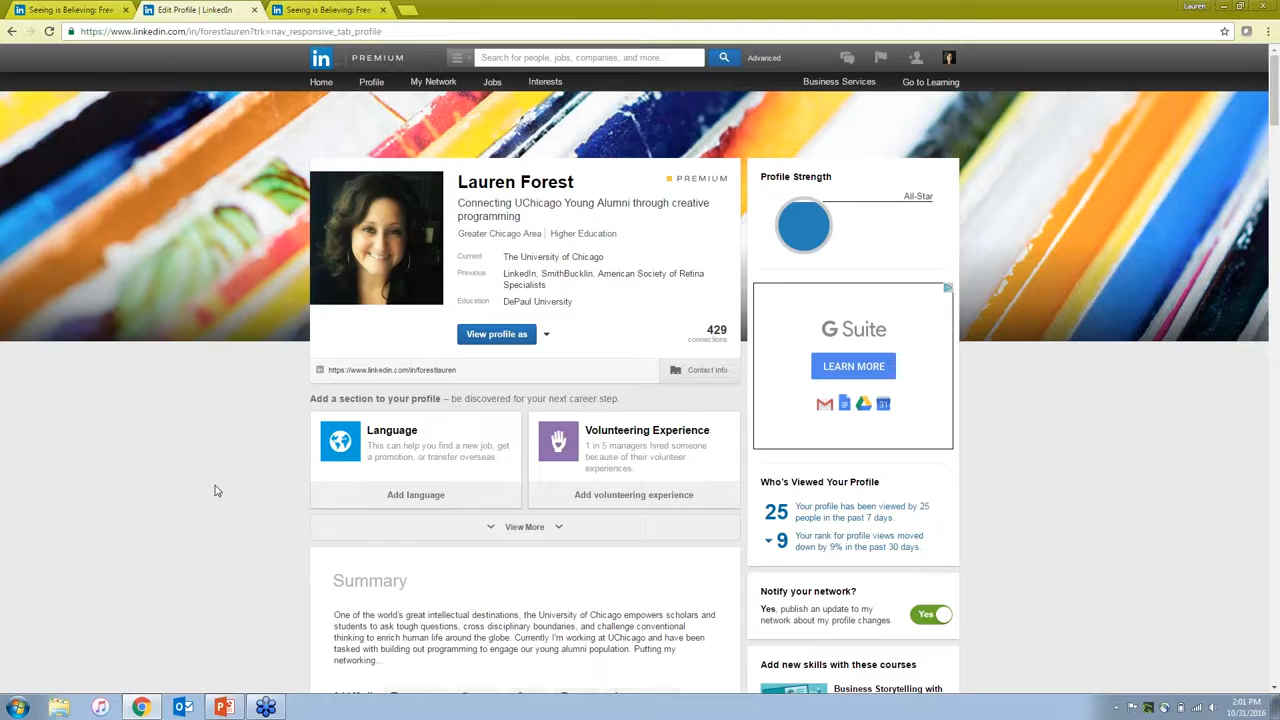 Seeing is Believing: Free
Edit Profile | LinkedIn
Seeing is Believing: Free
Lauren
https://www.linkedin.com/in/forestlauren?trk=nav_responsive_tab_profile
in PREMIUM
Search for people, jobs, companies, and more...
Advanced
Home
Profile
My Network
Jobs
Interests
Business Services
Go to Learning
Lauren Forest
PREMIUM
Connecting UChicago Young Alumni through creative
programming
Greater Chicago Area | Higher Education
Current The University of Chicago
Previous LinkedIn, SmithBucklin, American Society of Retina
Specialists
Education DePaul University
View profile as
429
connections
https://www.linkedin.com/in/forestlauren
Contact Info
Add a section to your profile – be discovered for your next career step.
Language
This can help you find a new job, get
a promotion, or transfer overseas.
Add language
Volunteering Experience
1 in 5 managers hired someone
because of their volunteer
experiences.
Add volunteering experience
View More
Summary
One of the world's great intellectual destinations, the University of Chicago empowers scholars and
students to ask tough questions, cross disciplinary boundaries, and challenge conventional
thinking to enrich human life around the globe. Currently I'm working at UChicago and have been
tasked with building out programming to engage our young alumni population. Putting my
networking...
Profile Strength
All-Star
G Suite
LEARN MORE
31
Who's Viewed Your Profile
25 Your profile has been viewed by 25
people in the past 7 days.
9 Your rank for profile views moved
down by 9% in the past 30 days.
Notify your network?
Yes, publish an update to my
network about my profile changes.
Yes
Add new skills with these courses
Business Storytelling with
2:01 PM
10/31/2016